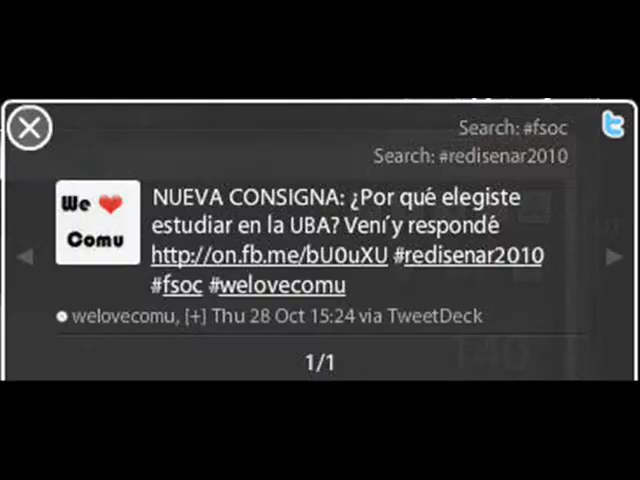 Search: #fsoc
Search: #redisenar2010
We ❤
Comu
NUEVA CONSIGNA: ¿Por qué elegiste
estudiar en la UBA? Vení y respondé
http://on.fb.me/bU0uXU #redisenar2010
#fsoc #welovecomu
welovecomu, [+] Thu 28 Oct 15:24 via TweetDeck
1/1